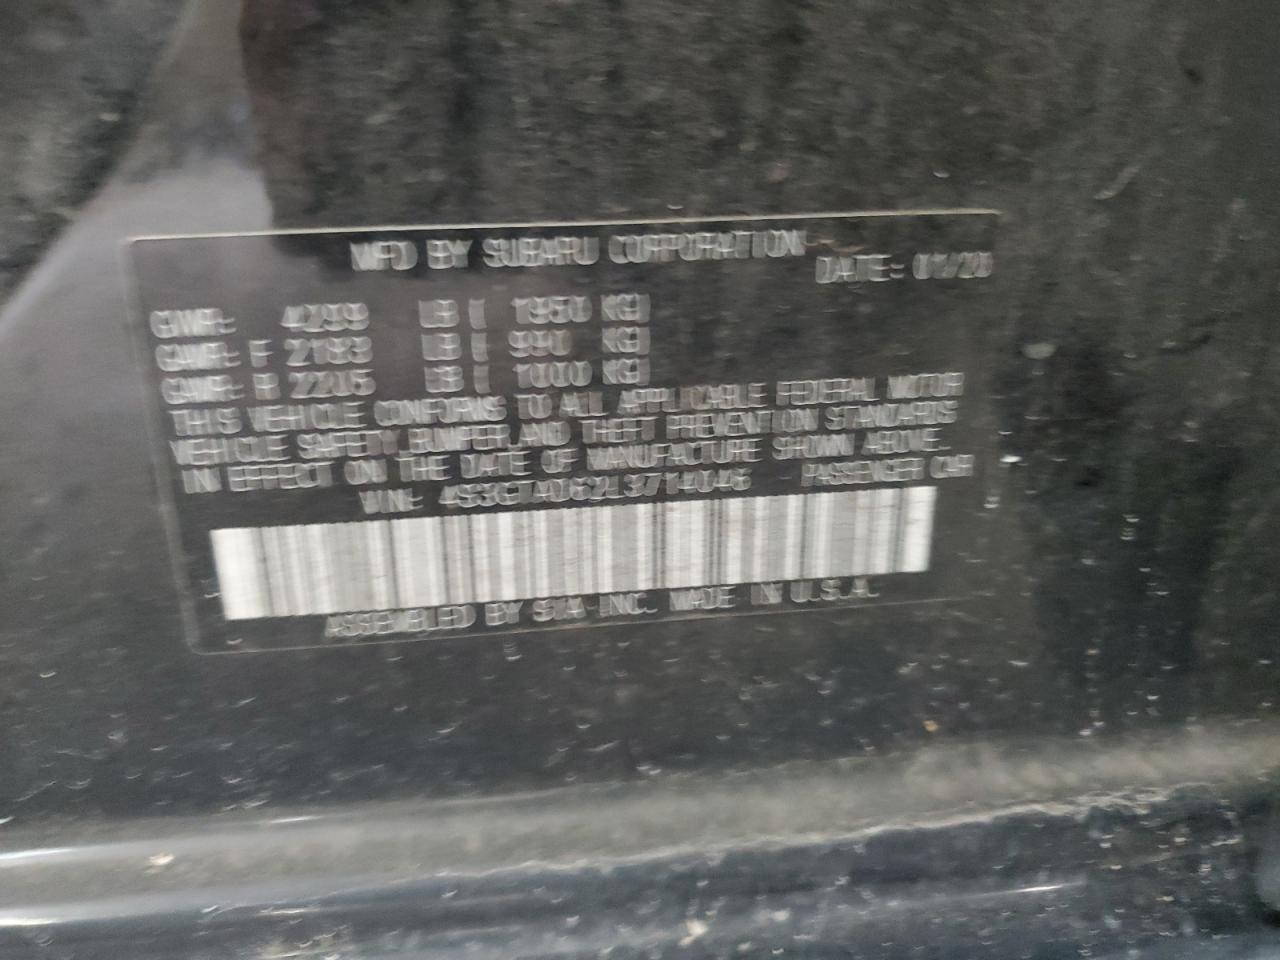 MFD BY SUBARU CORPORATION
DATE: 01/20
GVWR: 4299 LB ( 1950 KG)
GAWR: F 2183 LB ( 990 KG)
GAWR: R 2205 LB ( 1000 KG)
THIS VEHICLE CONFORMS TO ALL APPLICABLE FEDERAL MOTOR
VEHICLE SAFETY, BUMPER, AND THEFT PREVENTION STANDARDS
IN EFFECT ON THE DATE OF MANUFACTURE SHOWN ABOVE.
VIN: 4S3GTAD62L3714046 PASSENGER CAR
ASSEMBLED BY SIA INC. MADE IN U.S.A.